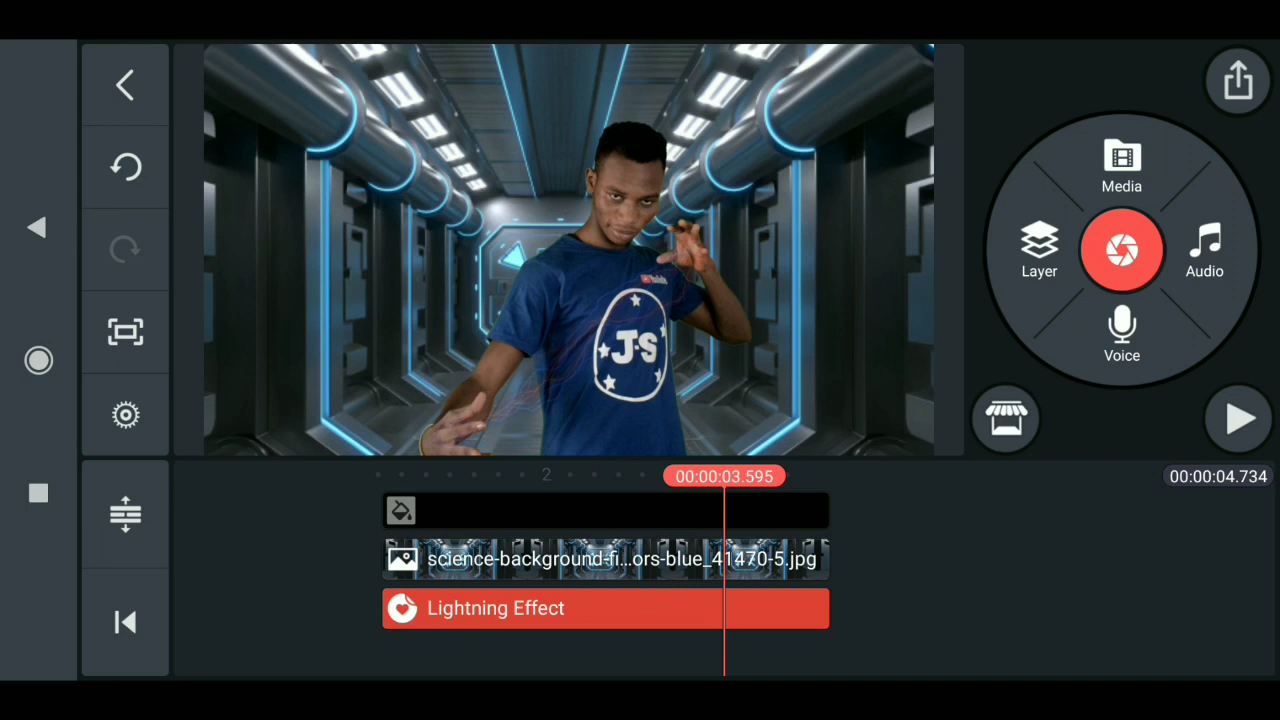 YouTube
J-S
Media
Layer
Audio
Voice
2
00:00:03.595
00:00:04.734
science-background-fi...ors-blue_41470-5.jpg
Lightning Effect